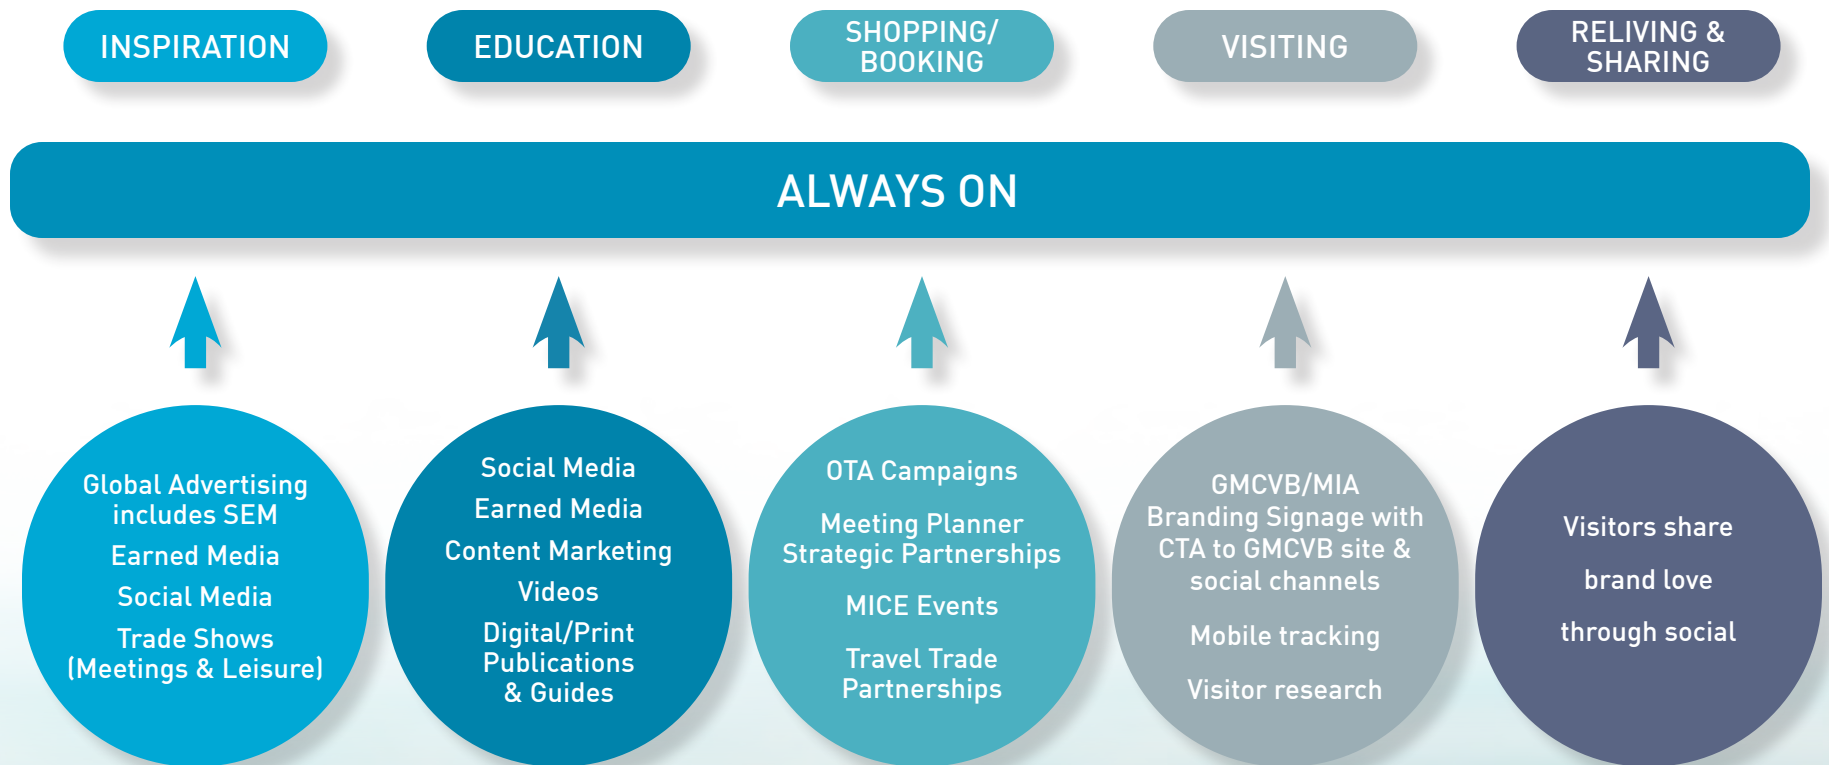 INSPIRATION
EDUCATION
SHOPPING/
BOOKING
VISITING
RELIVING &
SHARING
ALWAYS ON
Global Advertising
includes SEM
Earned Media
Social Media
Trade Shows
(Meetings & Leisure)
Social Media
Earned Media
Content Marketing
Videos
Digital/Print
Publications
& Guides
OTA Campaigns
Meeting Planner
Strategic Partnerships
MICE Events
Travel Trade
Partnerships
GMCVB/MIA
Branding Signage with
CTA to GMCVB site &
social channels
Mobile tracking
Visitor research
Visitors share
brand love
through social